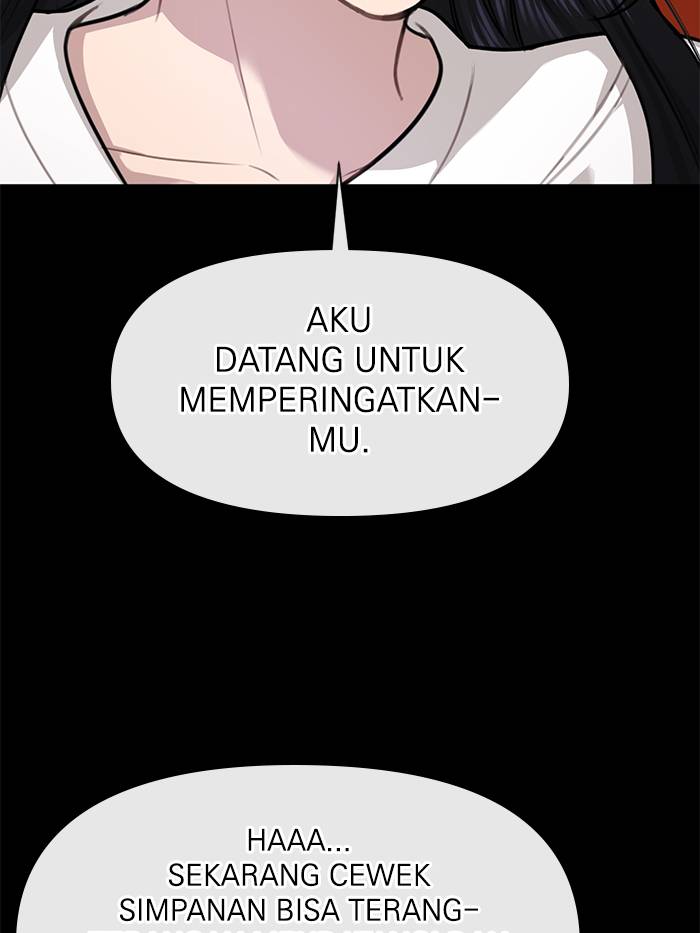 AKU
DATANG UNTUK
MEMPERINGATKAN-
MU.
HAAA...
SEKARANG CEWEK
SIMPANAN BISA TERANG-